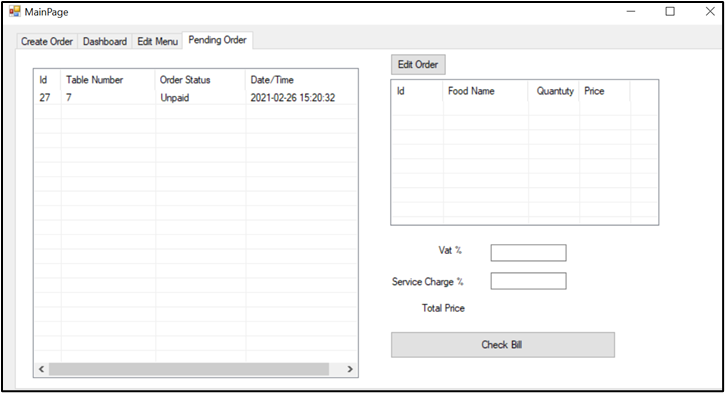 MainPage
Create Order Dashboard Edit Menu Pending Order
Id Table Number Order Status Date/Time
27 7 Unpaid 2021-02-26 15:20:32
Edit Order
Id Food Name Quantuty Price
Vat %
Service Charge %
Total Price
Check Bill